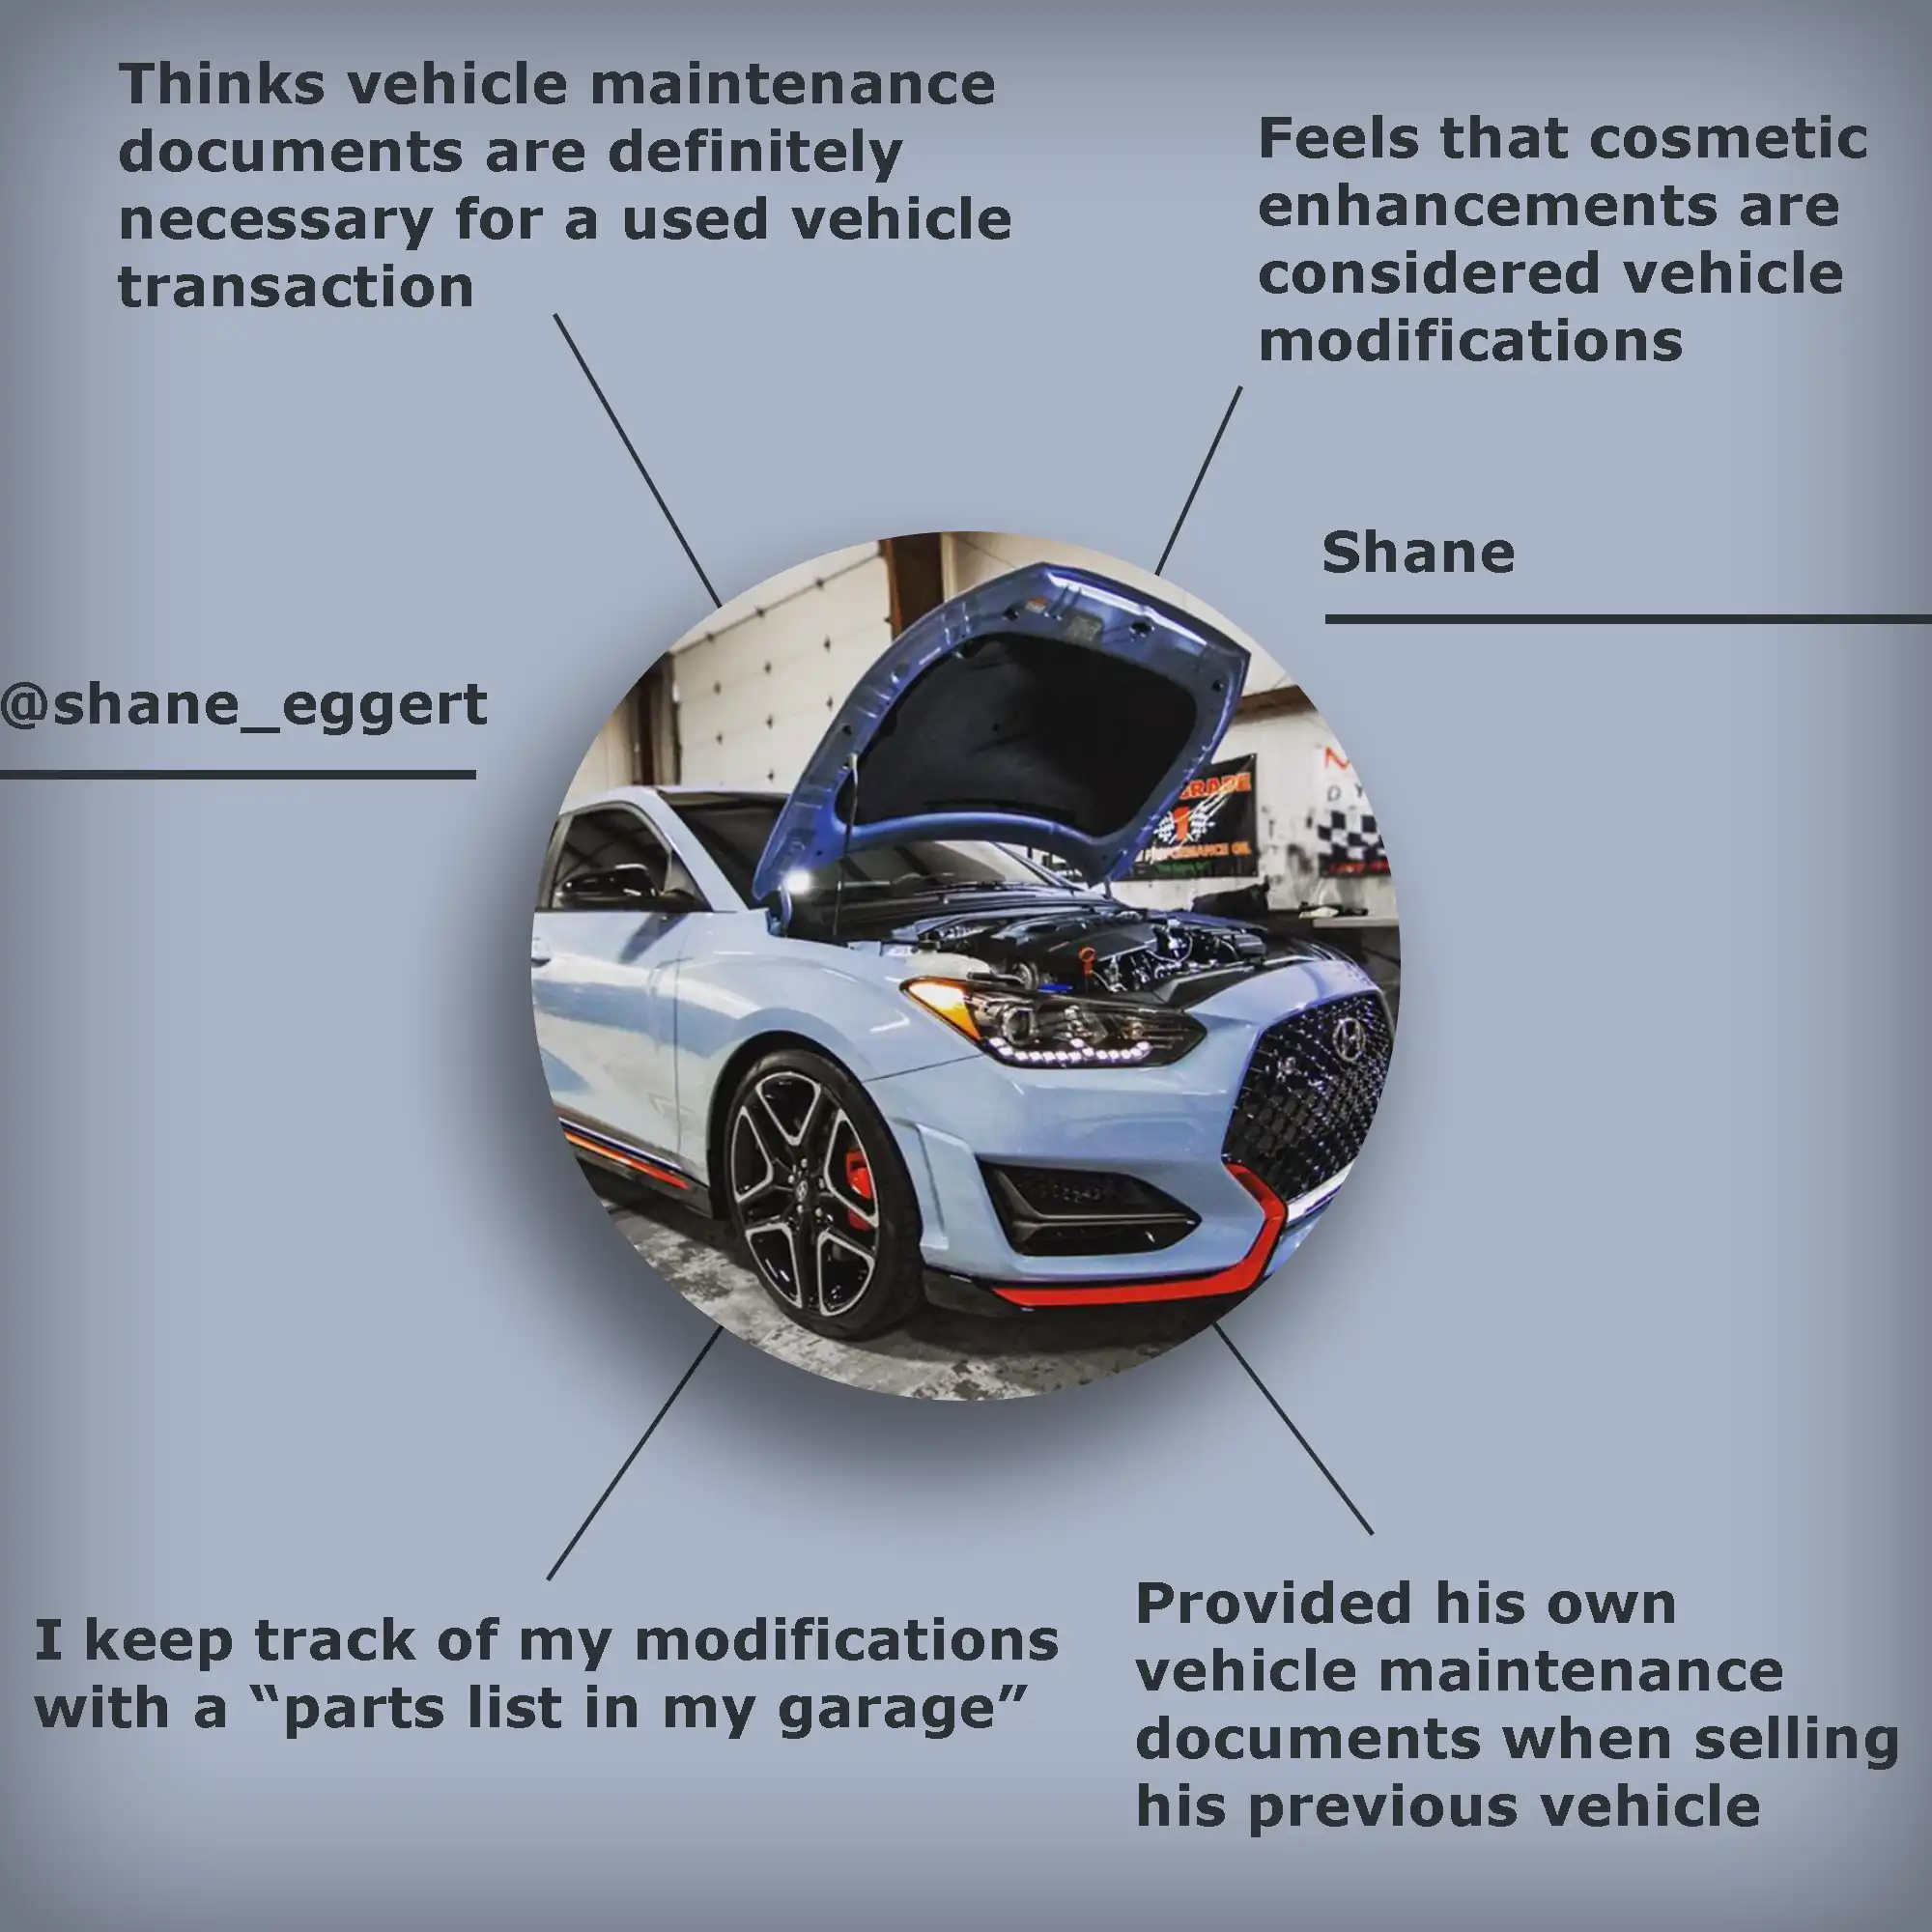 Thinks vehicle maintenance
documents are definitely
necessary for a used vehicle
transaction
Feels that cosmetic
enhancements are
considered vehicle
modifications
Shane
@shane_eggert
I keep track of my modifications
with a “parts list in my garage”
Provided his own
vehicle maintenance
documents when selling
his previous vehicle